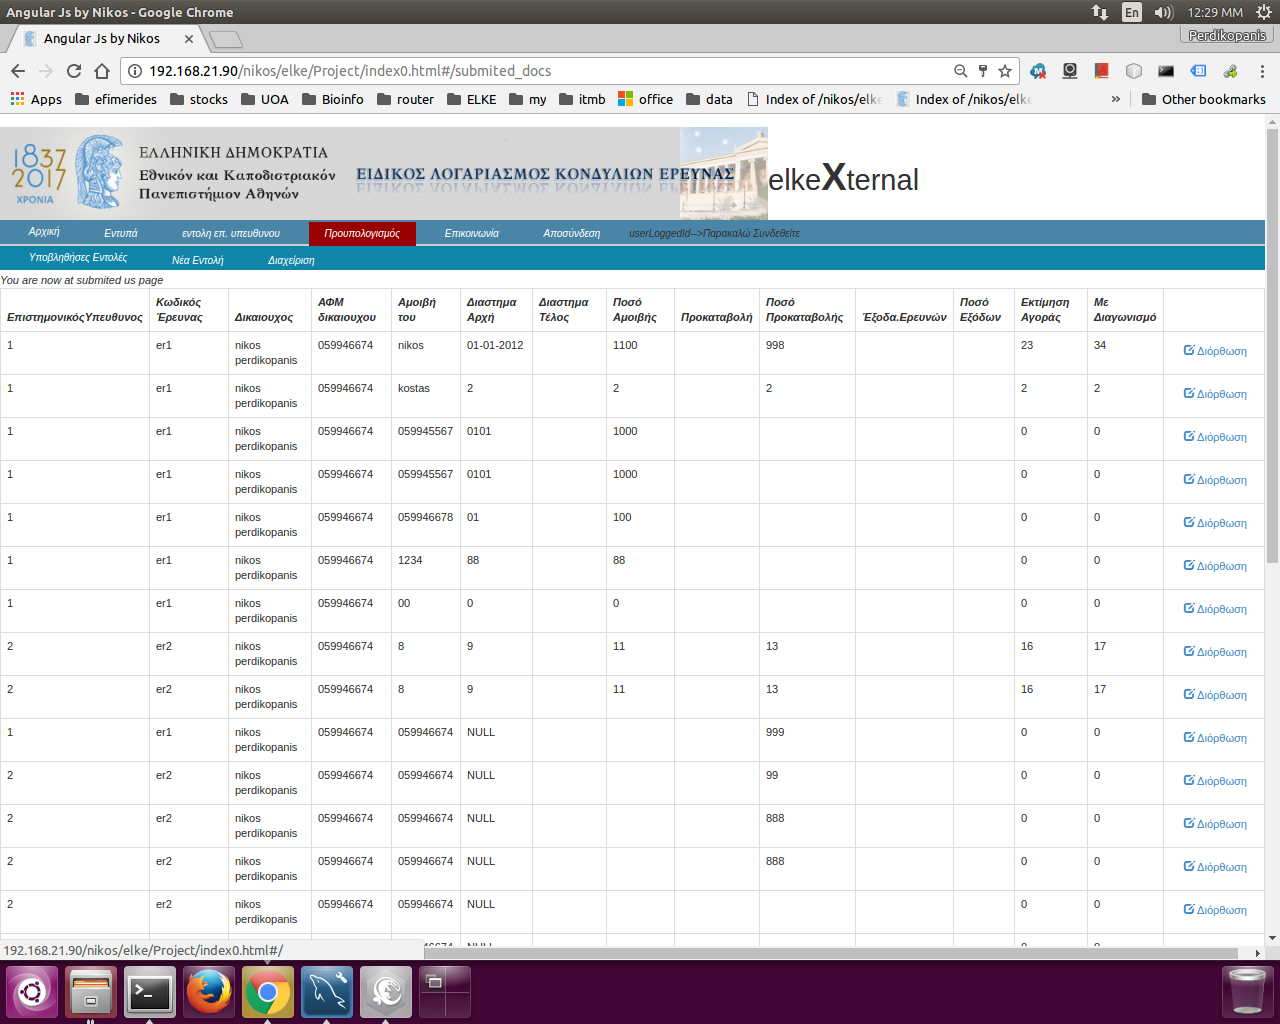 Angular Js by Nikos - Google Chrome
En
12:29 MM
Angular Js by Nikos
Perdikopanis
192.168.21.90/nikos/elke/Project/index0.html#/submited_docs
Apps efimerides stocks UOA Bioinfo router ELKE my itmb office data Index of /nikos/elke Index of /nikos/elke » Other bookmarks
1837
2017
ΧΡΟΝΙΑ
ΕΛΛΗΝΙΚΗ ΔΗΜΟΚΡΑΤΙΑ
Εθνικόν και Καποδιστριακόν
Πανεπιστήμιον Αθηνών
ΕΙΔΙΚΟΣ ΛΟΓΑΡΙΑΣΜΟΣ ΚΟΝΔΥΛΙΩΝ ΕΡΕΥΝΑΣ
elkeXternal
Αρχική Εντυπά εντολη επ. υπευθυνου Προυπολογισμός Επικοινωνία Αποσύνδεση userLoggedId-->Παρακαλώ Συνδεθείτε
Υποβληθήσες Εντολές Νέα Εντολή Διαχείριση
You are now at submited us page
ΕπιστημονικόςΥπευθυνος Κωδικός Έρευνας Δικαιουχος ΑΦΜ δικαιουχου Αμοιβή του Διαστημα Αρχή Διαστημα Τέλος Ποσό Αμοιβής Προκαταβολή Ποσό Προκαταβολής Έξοδα.Ερευνών Ποσό Εξόδων Εκτίμηση Αγοράς Με Διαγωνισμό
1 er1 nikos perdikopanis 059946674 nikos 01-01-2012 1100 998 23 34 Διόρθωση
1 er1 nikos perdikopanis 059946674 kostas 2 2 2 2 2 Διόρθωση
1 er1 nikos perdikopanis 059946674 059945567 0101 1000 0 0 Διόρθωση
1 er1 nikos perdikopanis 059946674 059945567 0101 1000 0 0 Διόρθωση
1 er1 nikos perdikopanis 059946674 059946678 01 100 0 0 Διόρθωση
1 er1 nikos perdikopanis 059946674 1234 88 88 0 0 Διόρθωση
1 er1 nikos perdikopanis 059946674 00 0 0 0 0 Διόρθωση
2 er2 nikos perdikopanis 059946674 8 9 11 13 16 17 Διόρθωση
2 er2 nikos perdikopanis 059946674 8 9 11 13 16 17 Διόρθωση
1 er1 nikos perdikopanis 059946674 059946674 NULL 999 0 0 Διόρθωση
2 er2 nikos perdikopanis 059946674 059946674 NULL 99 0 0 Διόρθωση
2 er2 nikos perdikopanis 059946674 059946674 NULL 888 0 0 Διόρθωση
2 er2 nikos perdikopanis 059946674 059946674 NULL 888 0 0 Διόρθωση
2 er2 nikos perdikopanis 059946674 059946674 NULL 0 0 Διόρθωση
192.168.21.90/nikos/elke/Project/index0.html#/